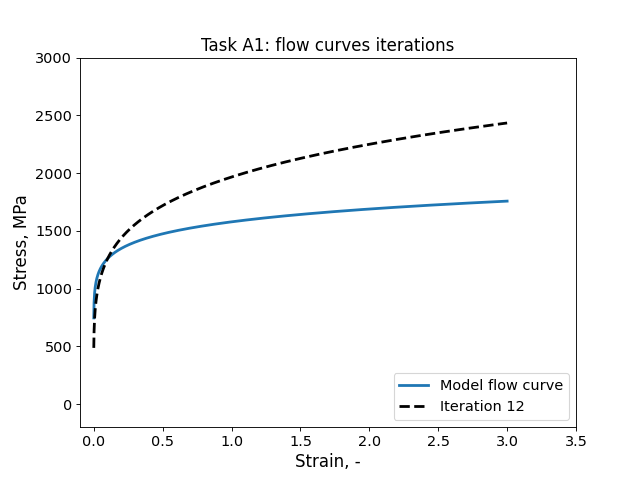 Task A1: flow curves iterations
3000
2500
2000
1500
1000
500
0
Stress, MPa
0.0 0.5 1.0 1.5 2.0 2.5 3.0 3.5
Strain, -
Model flow curve
Iteration 12